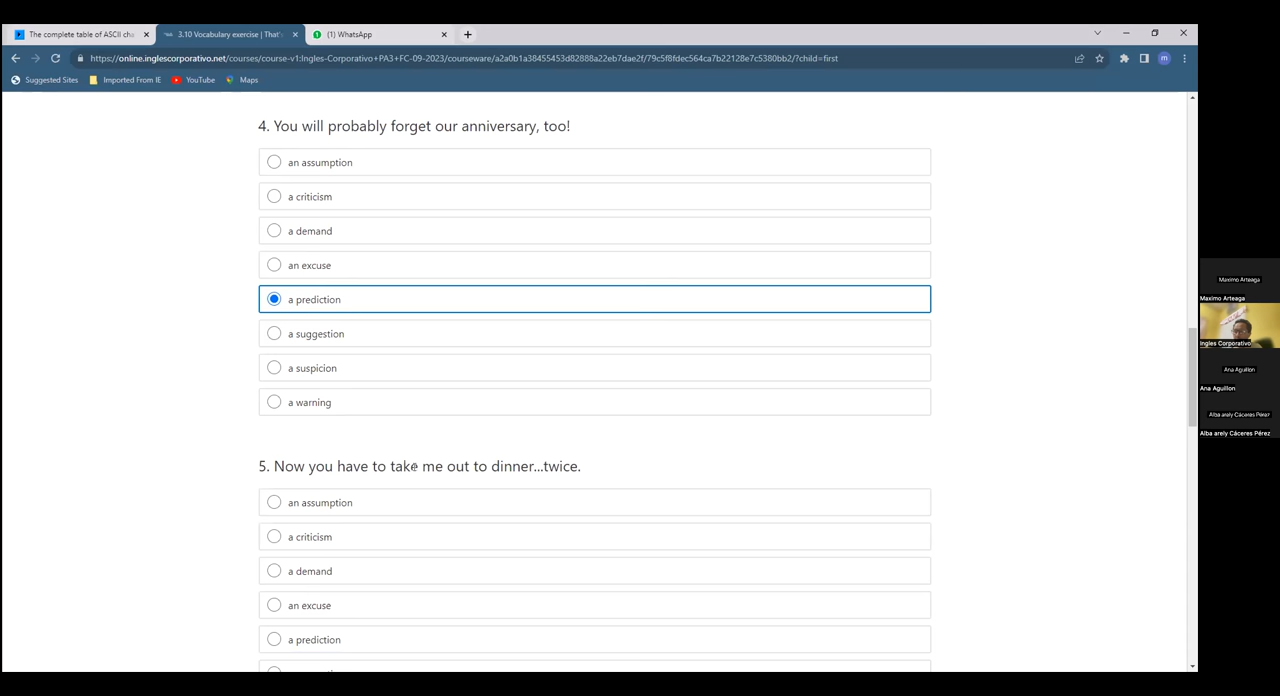 The complete table of ASCII cha
3.10 Vocabulary exercise | That's
(1) WhatsApp
https://online.inglescorporativo.net/courses/course-v1:Ingles-Corporativo+PA3+FC-09-2023/courseware/a2a0b1a38455453d82888a22eb7dae2f/79c5f8fdec564ca7b22128e7c5380bb2/?child=first
m
Suggested Sites
Imported From IE
YouTube
Maps
4. You will probably forget our anniversary, too!
an assumption
a criticism
a demand
an excuse
a prediction
a suggestion
a suspicion
a warning
5. Now you have to take me out to dinner...twice.
an assumption
a criticism
a demand
an excuse
a prediction
Maximo Arteaga
Maximo Arteaga
Ingles Corporativo
Ana Aguillon
Ana Aguillon
Alba arely Cáceres Pérez
Alba arely Cáceres Pérez